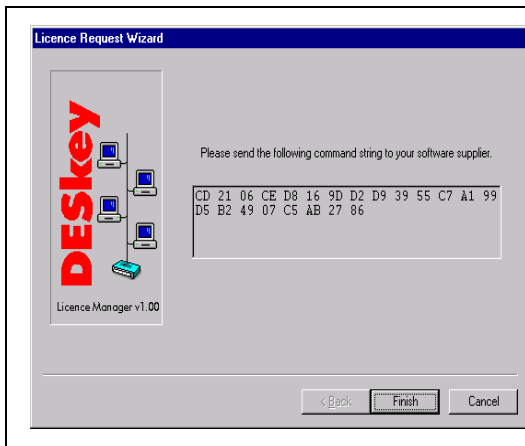 Licence Request Wizard
DESkey
Please send the following command string to your software supplier.
CD 21 06 CE D8 16 9D D2 D9 39 55 C7 A1 99
D5 B2 49 07 C5 AB 27 86
Licence Manager v1.00
< Back
Finish
Cancel